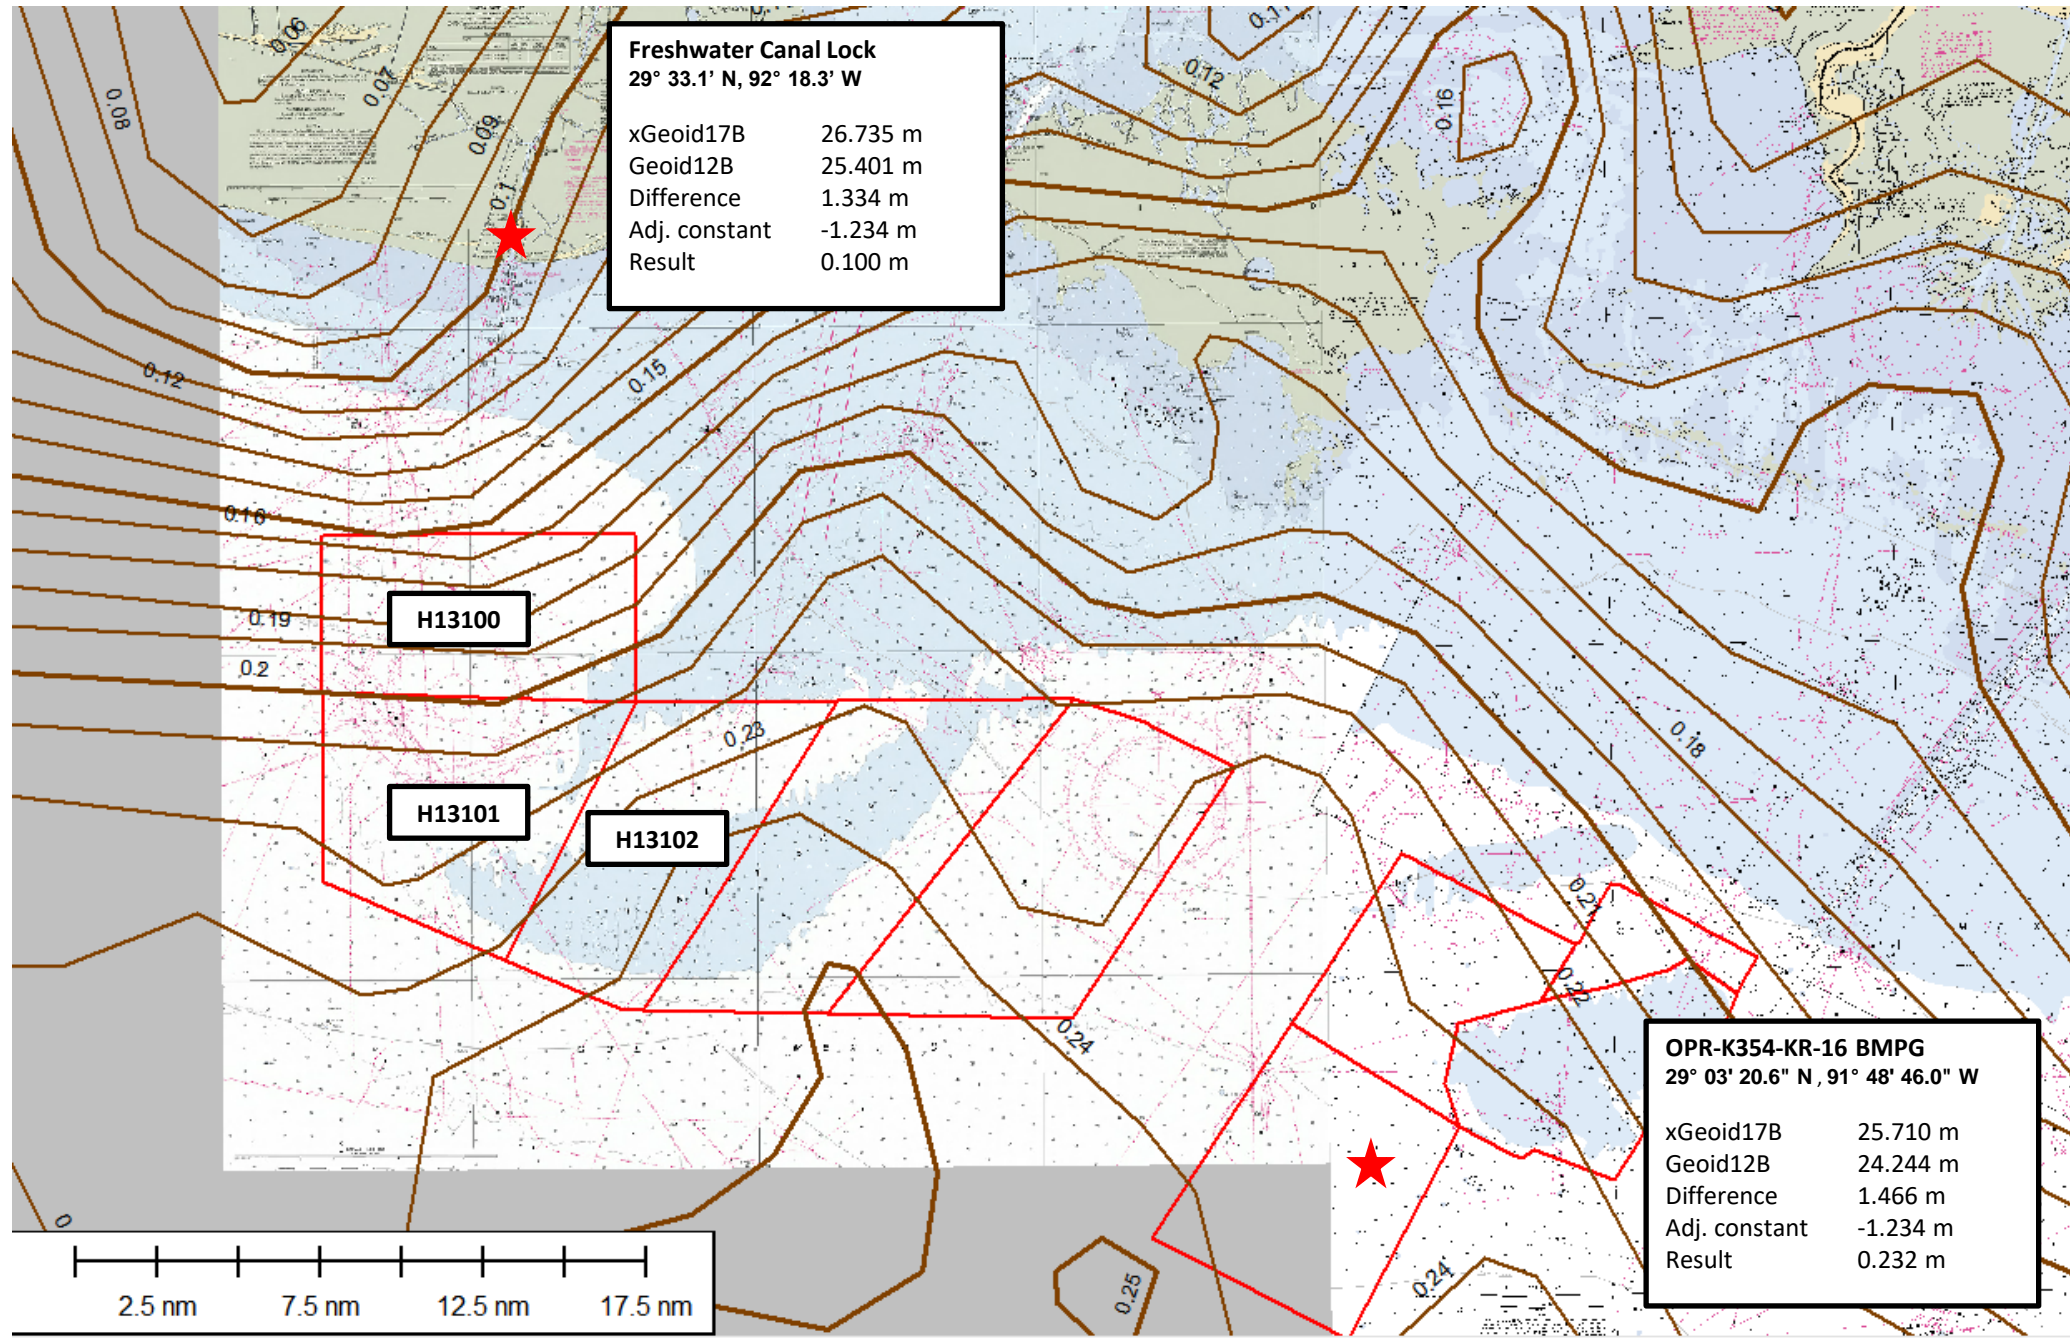 0.06
0.07
0.08
0.09
0.1
Freshwater Canal Lock
29° 33.1’ N, 92° 18.3’ W
xGeoid17B 26.735 m
Geoid12B 25.401 m
Difference 1.334 m
Adj. constant -1.234 m
Result 0.100 m
0.12
0.16
0.12
0.15
0.16
0.19
0.2
H13100
H13101
H13102
0.23
0.18
0.21
0.22
0.24
0.24
0.25
0
OPR-K354-KR-16 BMPG
29° 03' 20.6" N , 91° 48' 46.0" W
xGeoid17B 25.710 m
Geoid12B 24.244 m
Difference 1.466 m
Adj. constant -1.234 m
Result 0.232 m
2.5 nm 7.5 nm 12.5 nm 17.5 nm